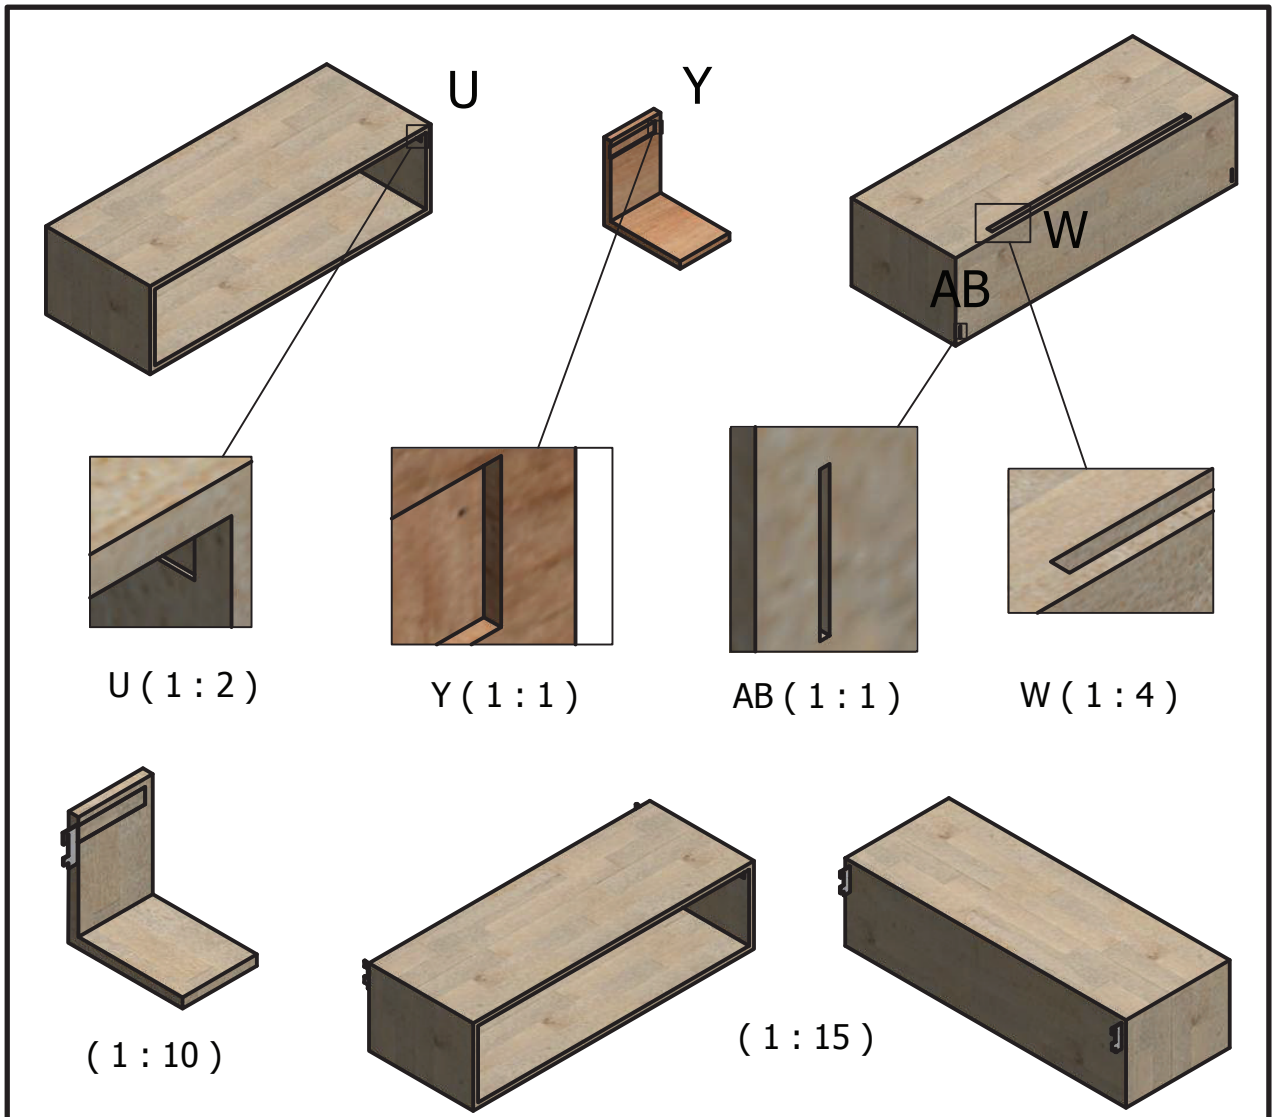 U
Y
W
AB
U ( 1 : 2 )
Y ( 1 : 1 )
AB ( 1 : 1 )
W ( 1 : 4 )
( 1 : 10 )
( 1 : 15 )